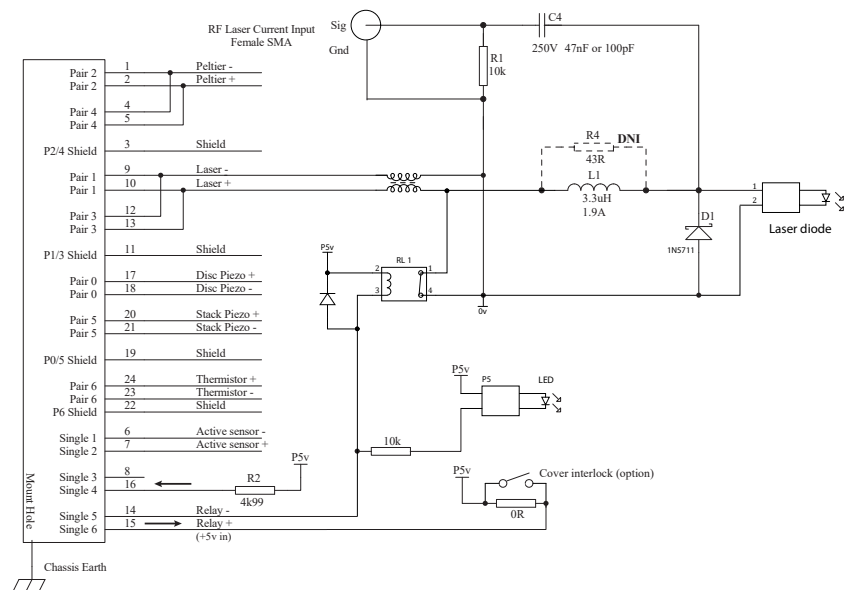 RF Laser Current Input
Female SMA
Sig
Gnd
C4
250V 47nF or 100pF
R1
10k
Pair 2 1 Peltier -
Pair 2 2 Peltier +
Pair 4 4
Pair 4 5
P2/4 Shield 3 Shield
Pair 1 9 Laser -
Pair 1 10 Laser +
Pair 3 12
Pair 3 13
P1/3 Shield 11 Shield
Pair 0 17 Disc Piezo +
Pair 0 18 Disc Piezo -
Pair 5 20 Stack Piezo +
Pair 5 21 Stack Piezo -
P0/5 Shield 19 Shield
Pair 6 24 Thermistor +
Pair 6 23 Thermistor -
P6 Shield 22 Shield
Single 1 6 Active sensor -
Single 2 7 Active sensor +
Single 3 8
Single 4 16
R2
4k99
P5v
Single 5 14 Relay -
Single 6 15 Relay +
(+5v in)
Mount Hole
Chassis Earth
R4
DNI
43R
L1
3.3uH
1.9A
D1
1N5711
1
2
Laser diode
P5v
RL 1
2
1
3
4
0v
P5v
P5
LED
10k
P5v
Cover interlock (option)
0R